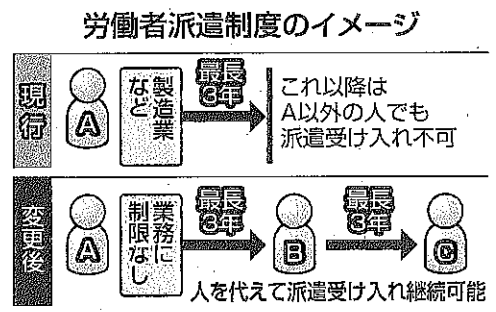 労働者派遣制度のイメージ
現行
A
製造業
など
最長
3年
これ以降は
A以外の人でも
派遣受け入れ不可
変更後
A
業務に
制限なし
最長
3年
B
最長
3年
C
人を代えて派遣受け入れ継続可能